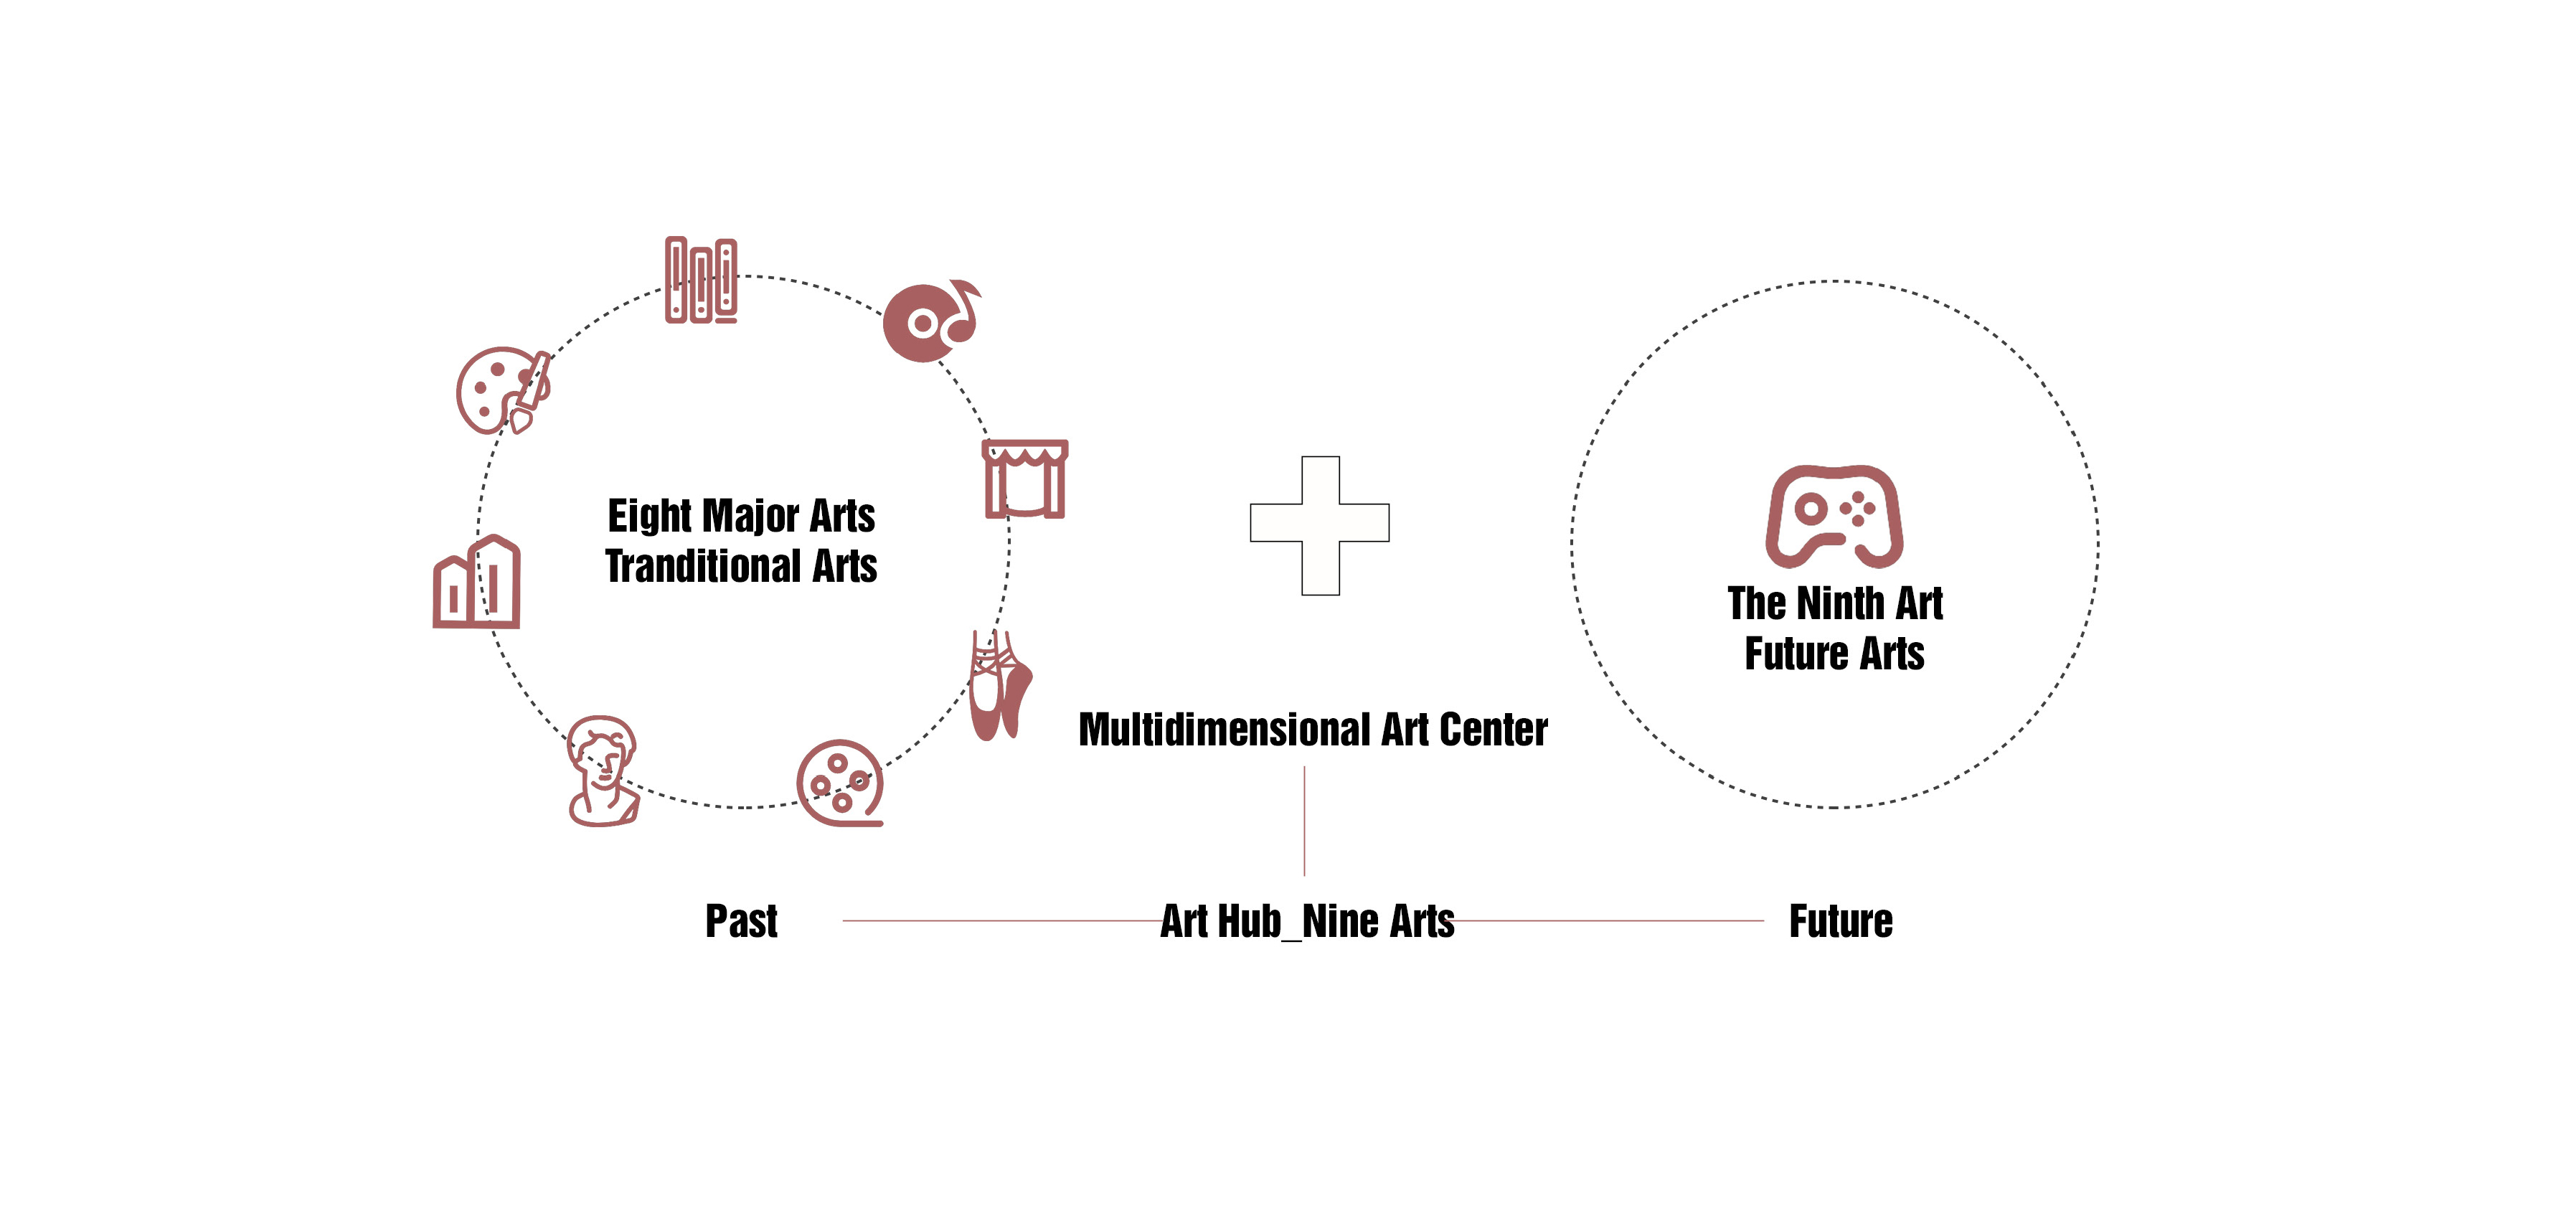 Eight Major Arts
Tranditional Arts
The Ninth Art
Future Arts
Multidimensional Art Center
Past
Art Hub_Nine Arts
Future